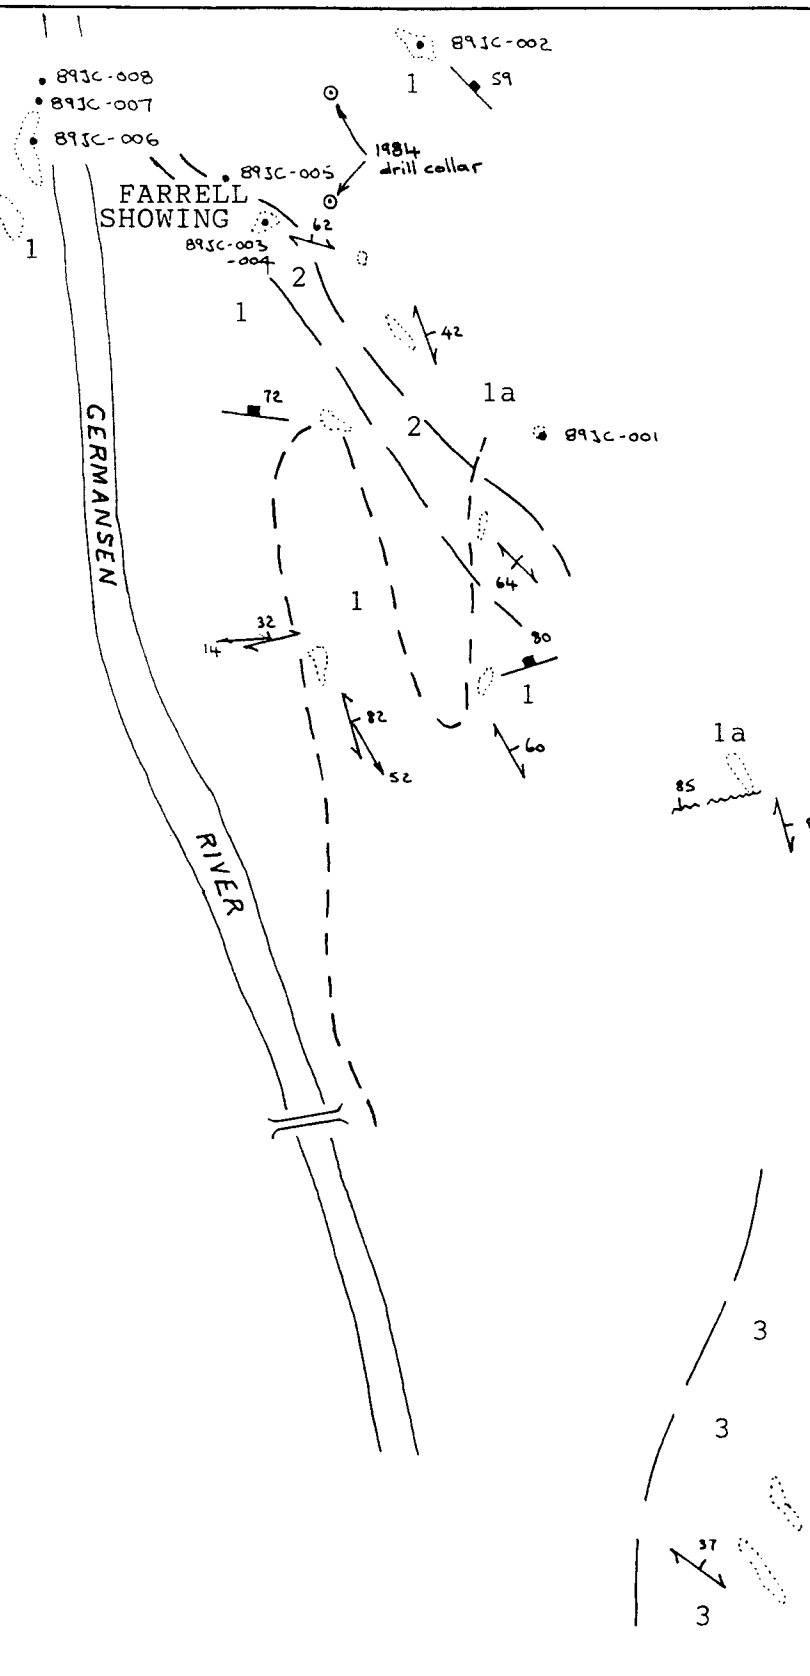 89JC-002
1
59
89JC-008
89JC-007
89JC-006
1984
drill collar
89JC-005
FARRELL
SHOWING
89JC-003
-004
62
1
2
1
42
72
1a
2
89JC-001
GERMANSEN
64
1
32
14
80
1
82
60
52
1a
85
RIVER
3
3
37
3